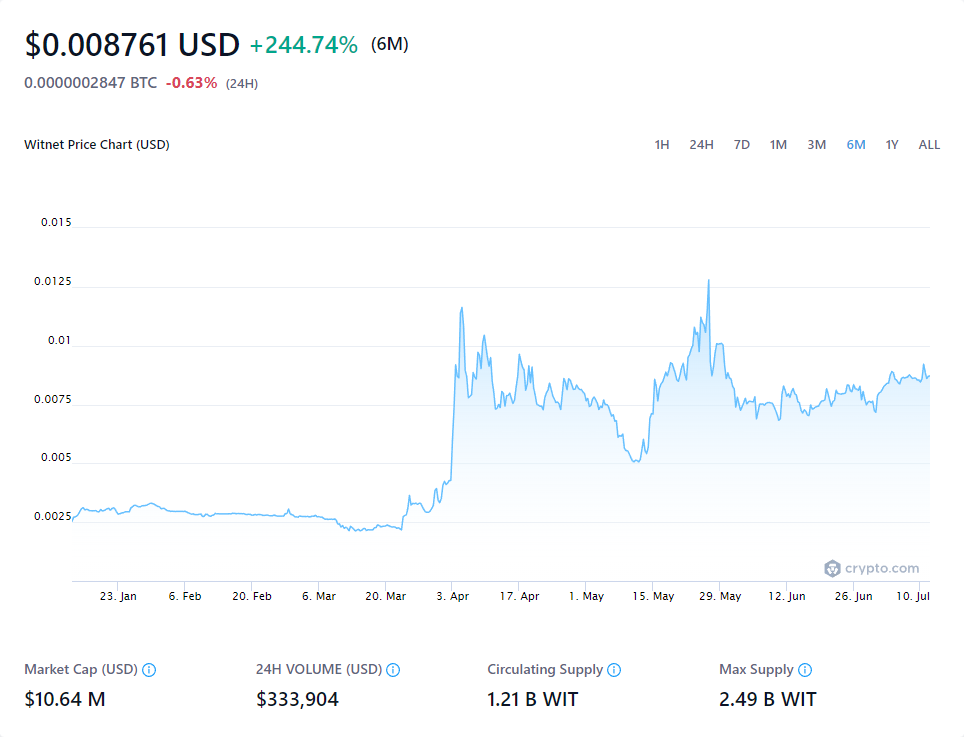 $0.008761 USD +244.74% (6M)
0.0000002847 BTC -0.63% (24H)
Witnet Price Chart (USD) 1H 24H 7D 1M 3M 6M 1Y ALL
0.015
0.0125
0.01
0.0075
0.005
0.0025
crypto.com
23. Jan 6. Feb 20. Feb 6. Mar 20. Mar 3. Apr 17. Apr 1. May 15. May 29. May 12. Jun 26. Jun 10. Jul
Market Cap (USD) 24H VOLUME (USD) Circulating Supply Max Supply
$10.64 M $333,904 1.21 B WIT 2.49 B WIT